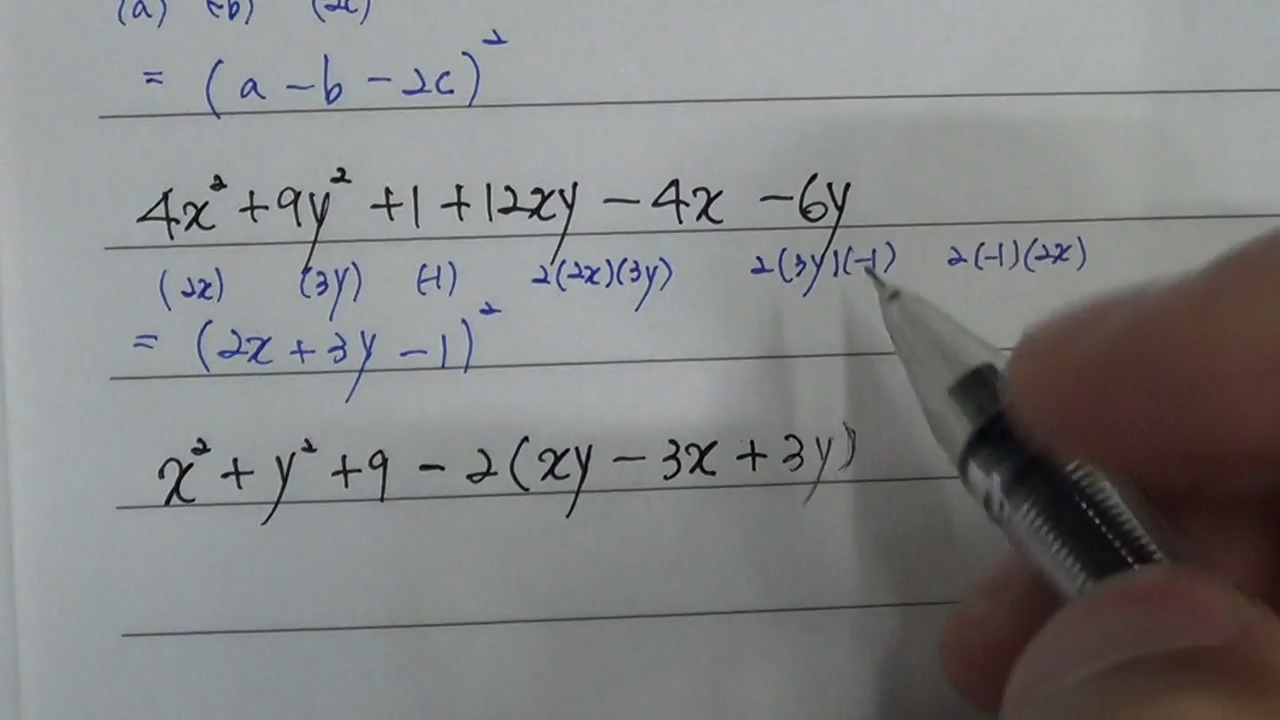 (a) (-b) (2c)
= (a - b - 2c)²
4x² + 9y² + 1 + 12xy - 4x - 6y
(2x) (3y) (-1) 2(2x)(3y) 2(3y)(-1) 2(-1)(2x)
= (2x + 3y - 1)²
x² + y² + 9 - 2(xy - 3x + 3y)